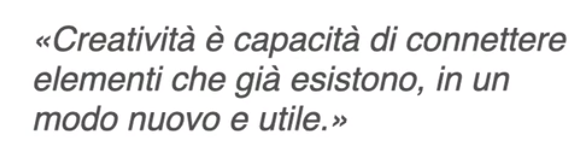 «Creatività è capacità di connettere
elementi che già esistono, in un
modo nuovo e utile.»